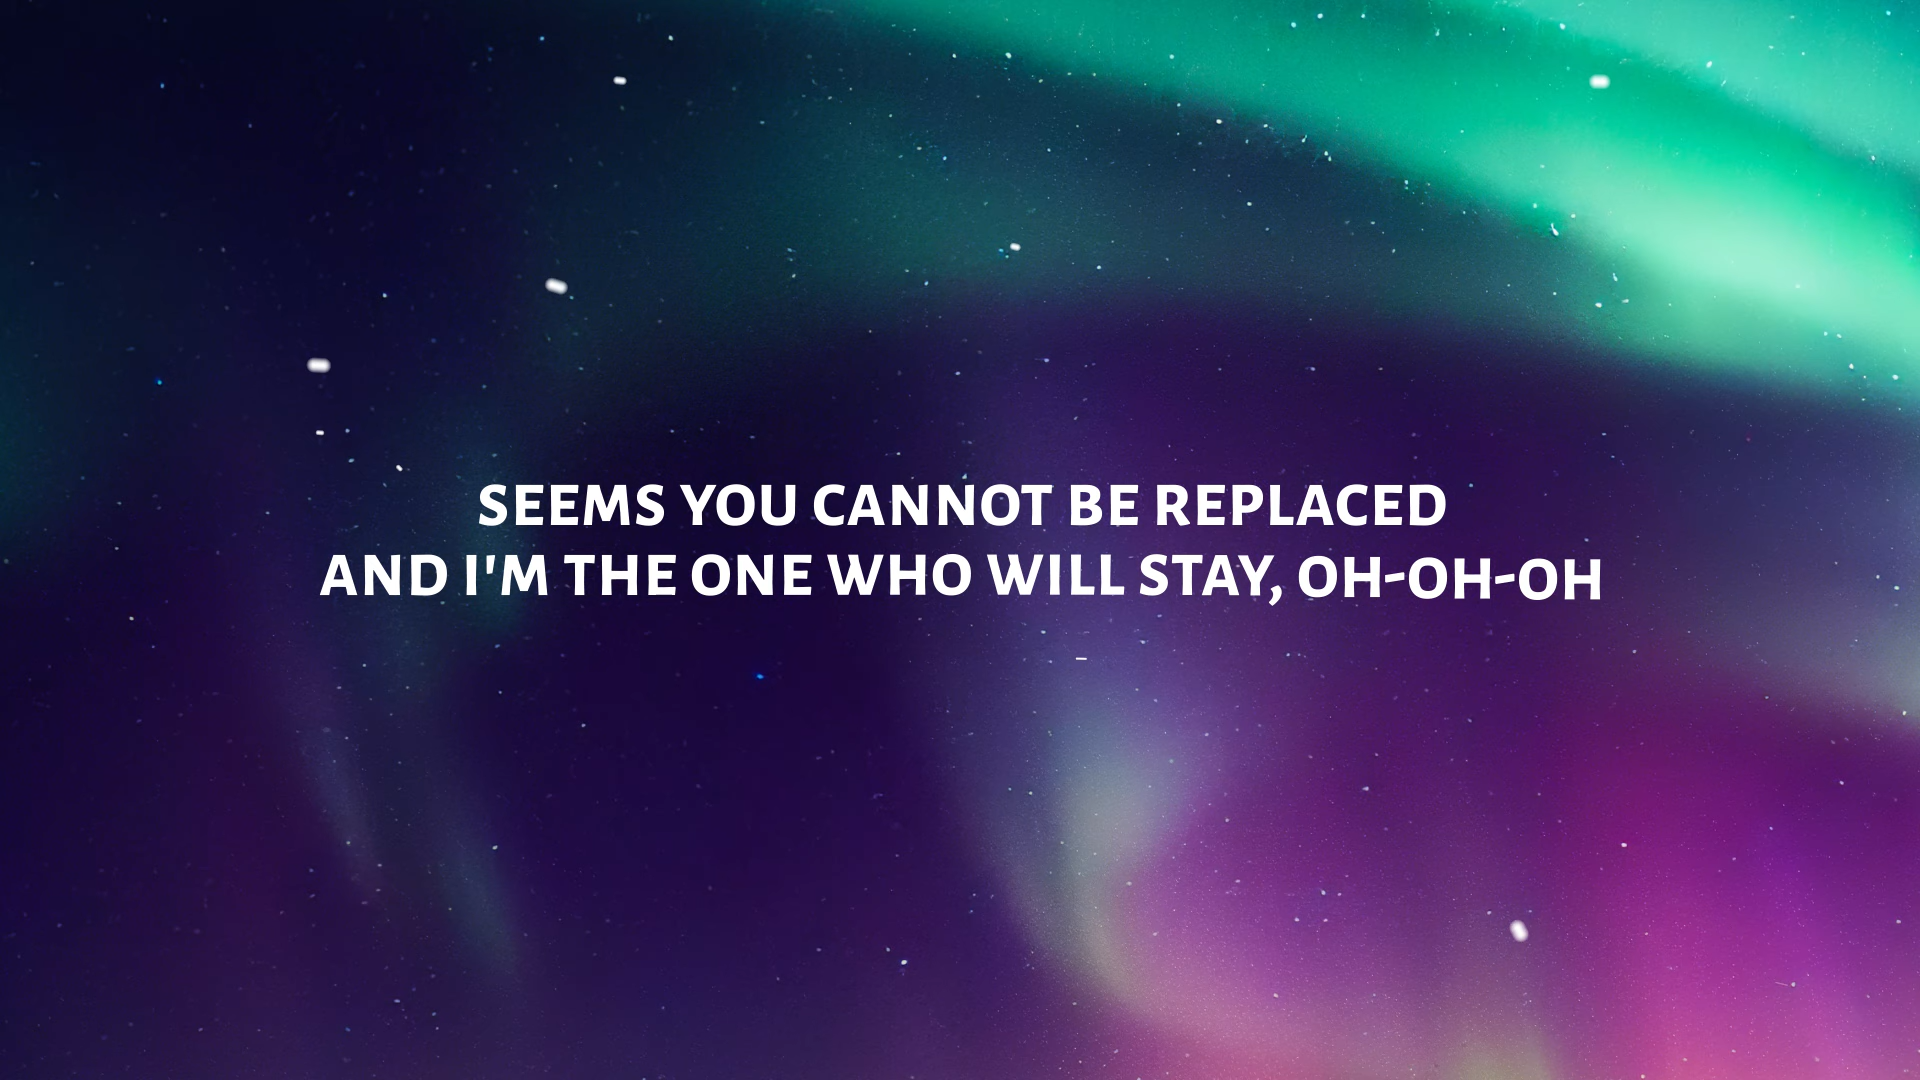 SEEMS YOU CANNOT BE REPLACED
AND I'M THE ONE WHO WILL STAY, OH-OH-OH